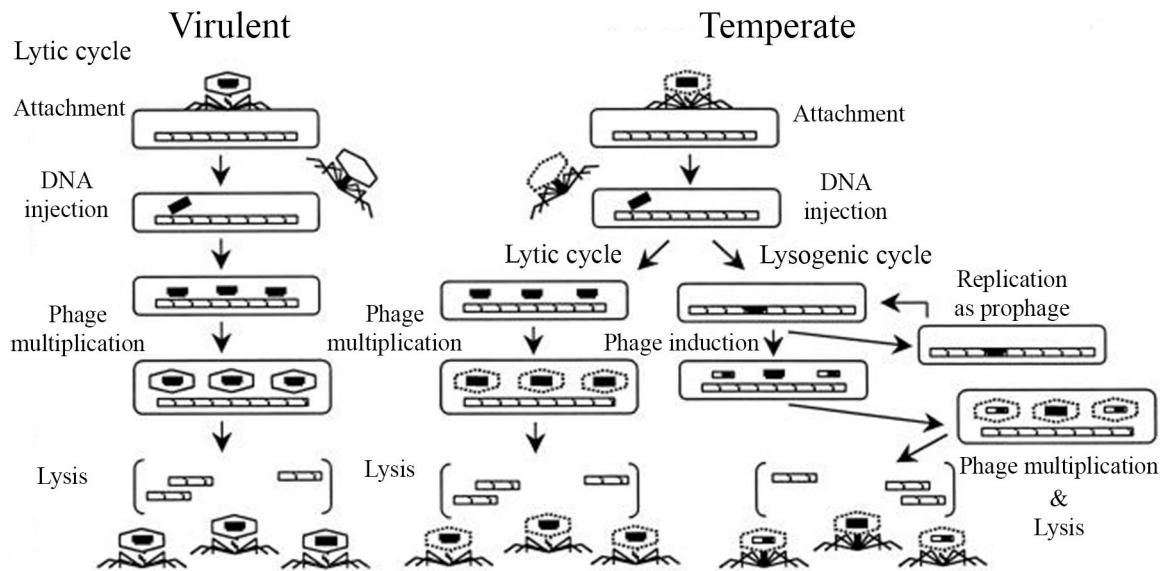 Virulent
Temperate
Lytic cycle
Attachment
Attachment
DNA
injection
DNA
injection
Lytic cycle
Lysogenic cycle
Replication
as prophage
Phage
multiplication
Phage
multiplication
Phage induction
Lysis
Lysis
Phage multiplication
&
Lysis